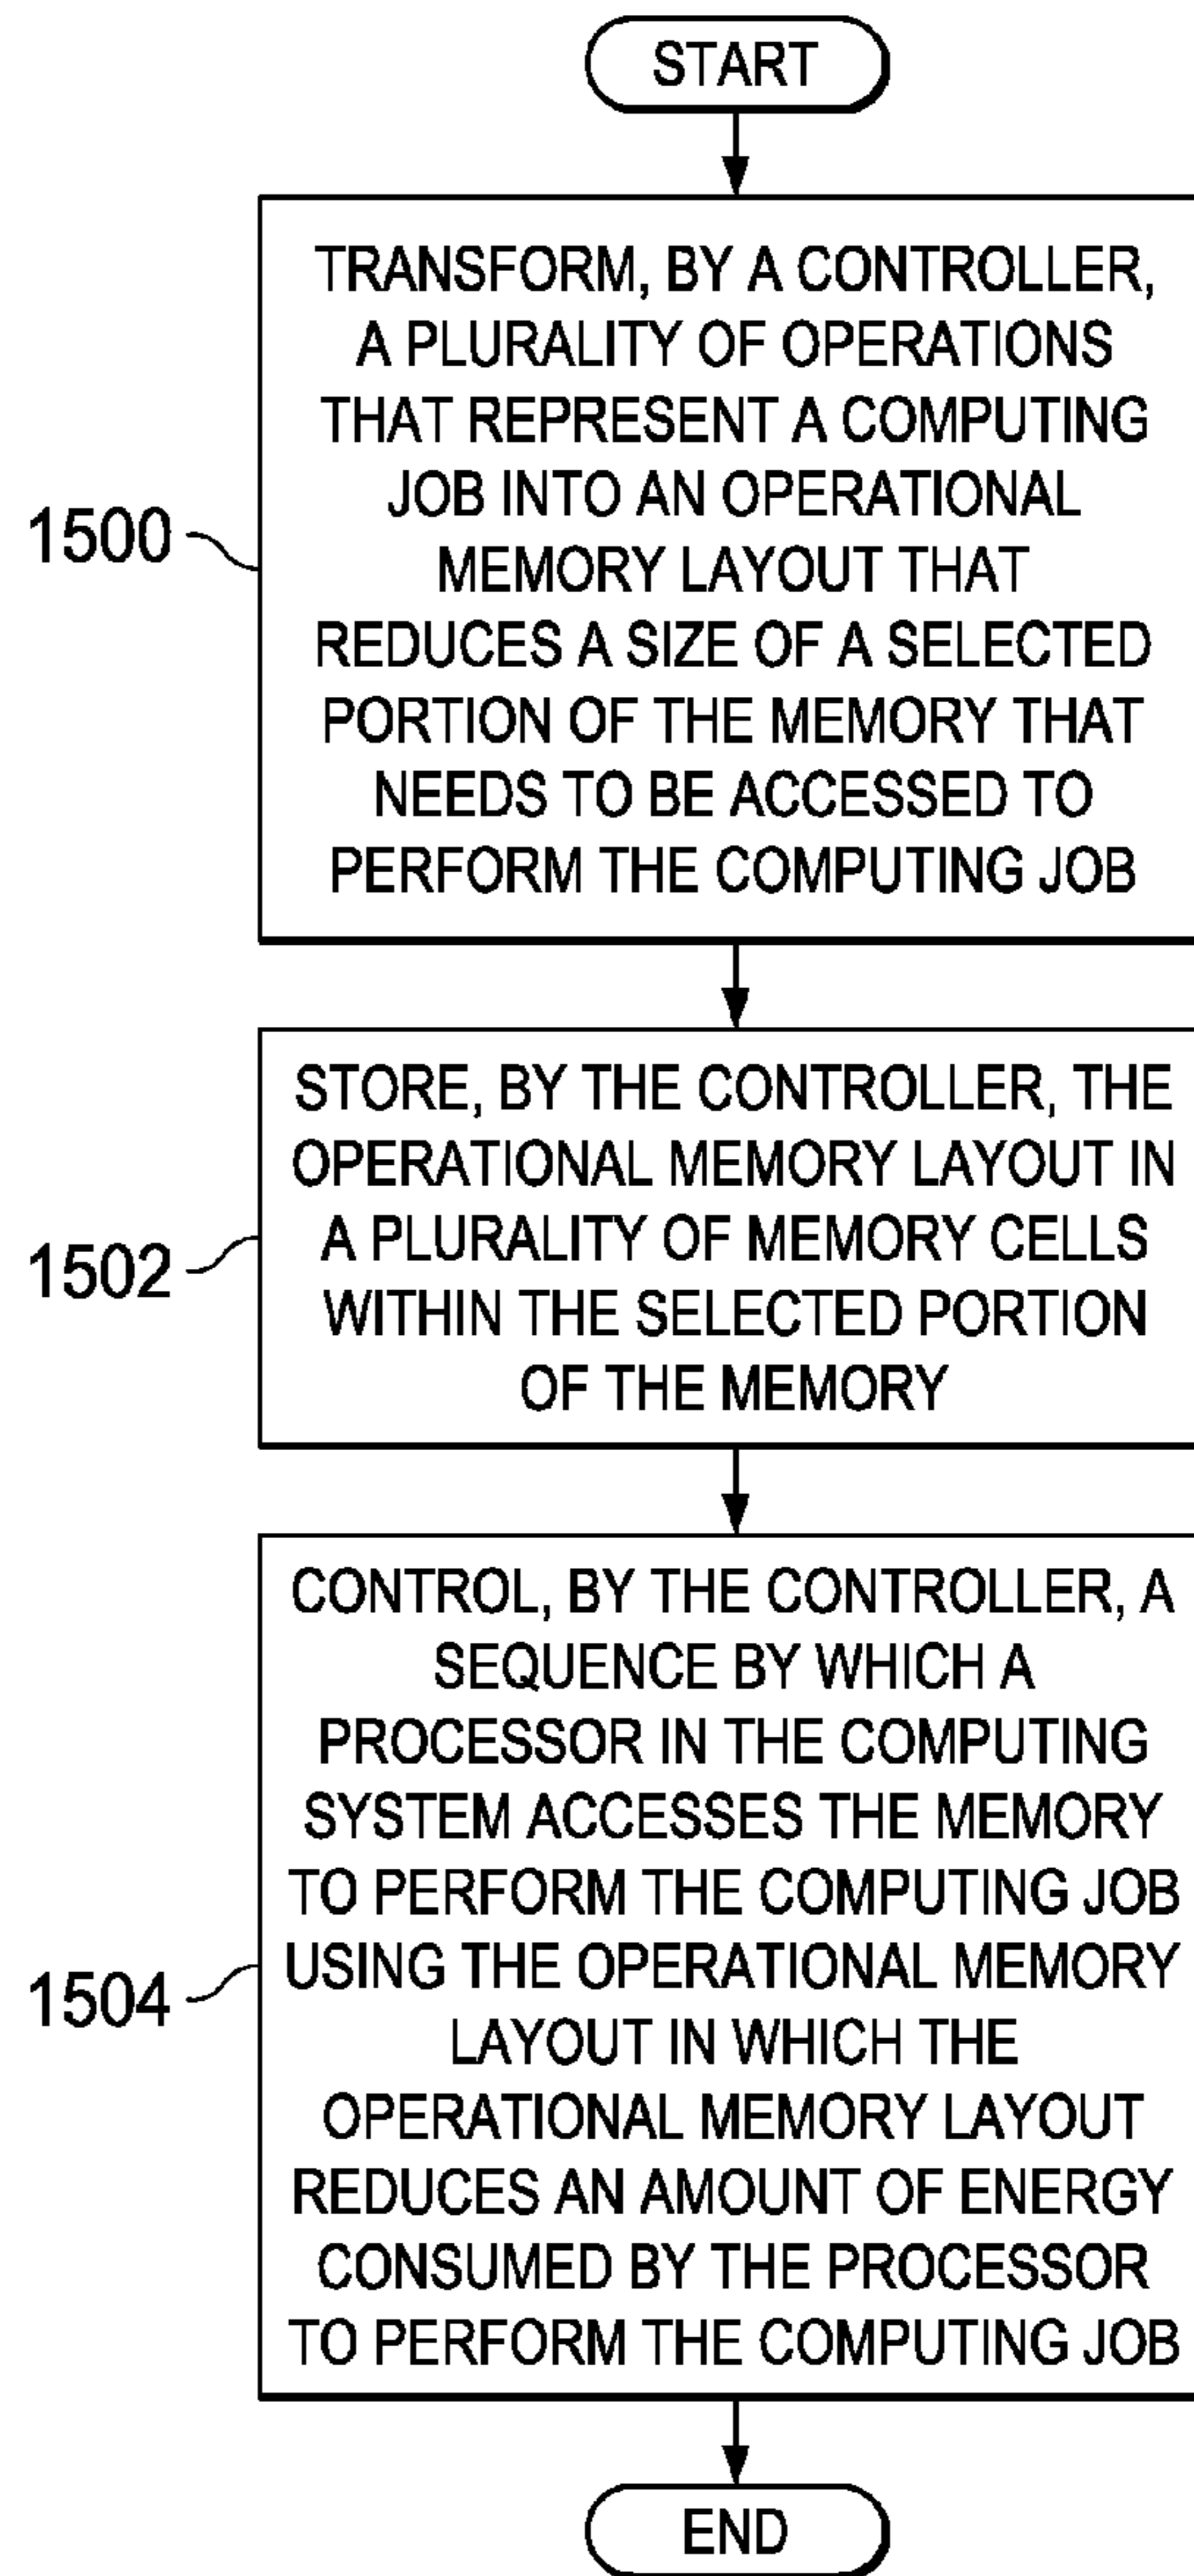 START
TRANSFORM, BY A CONTROLLER,
A PLURALITY OF OPERATIONS
THAT REPRESENT A COMPUTING
JOB INTO AN OPERATIONAL
MEMORY LAYOUT THAT
REDUCES A SIZE OF A SELECTED
PORTION OF THE MEMORY THAT
NEEDS TO BE ACCESSED TO
PERFORM THE COMPUTING JOB
1500
STORE, BY THE CONTROLLER, THE
OPERATIONAL MEMORY LAYOUT IN
A PLURALITY OF MEMORY CELLS
WITHIN THE SELECTED PORTION
OF THE MEMORY
1502
CONTROL, BY THE CONTROLLER, A
SEQUENCE BY WHICH A
PROCESSOR IN THE COMPUTING
SYSTEM ACCESSES THE MEMORY
TO PERFORM THE COMPUTING JOB
USING THE OPERATIONAL MEMORY
LAYOUT IN WHICH THE
OPERATIONAL MEMORY LAYOUT
REDUCES AN AMOUNT OF ENERGY
CONSUMED BY THE PROCESSOR
TO PERFORM THE COMPUTING JOB
1504
END